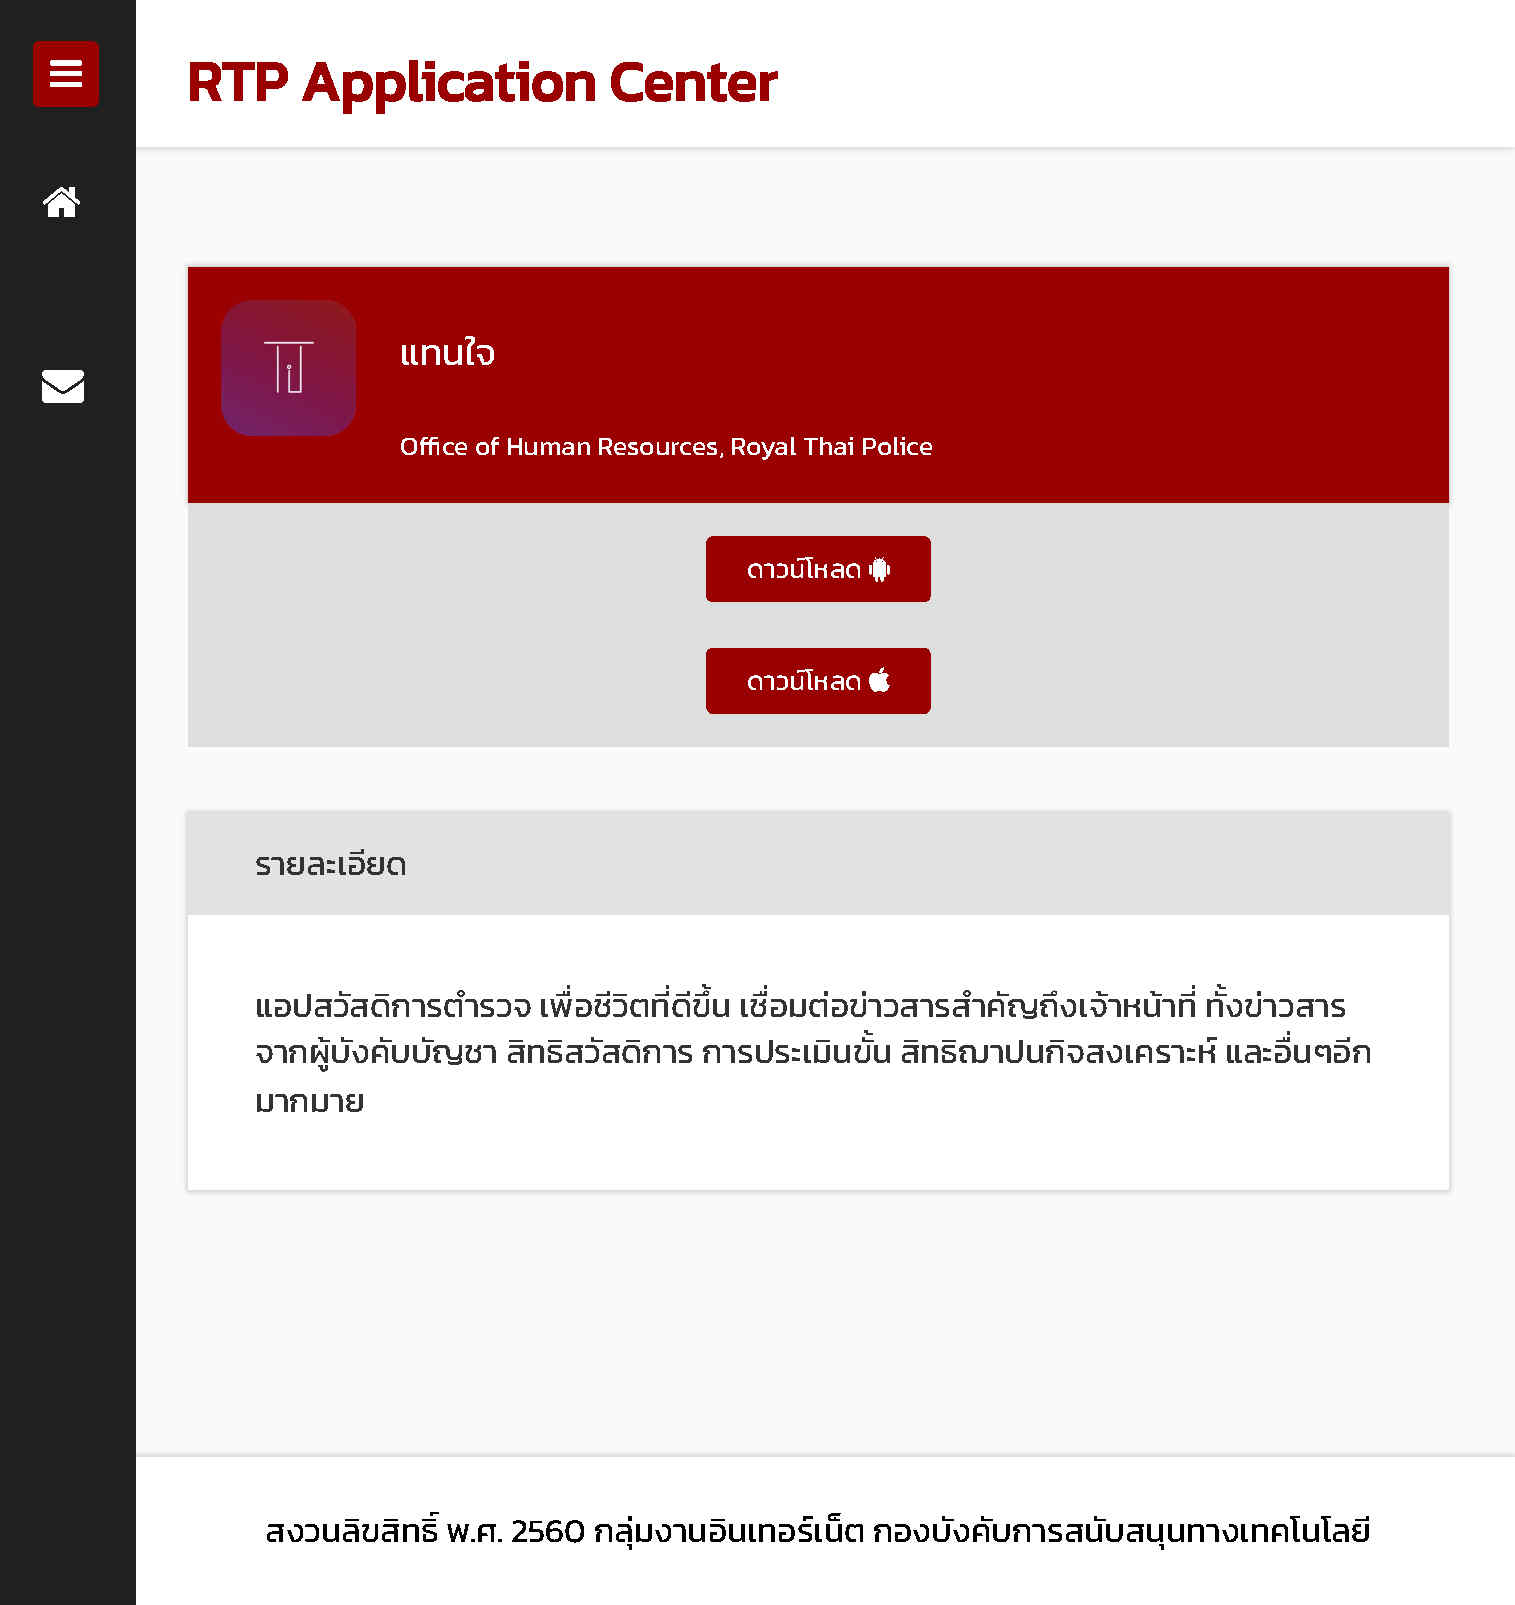 RTP Application Center
แทนใจ
Office of Human Resources, Royal Thai Police
ดาวน์โหลด
ดาวน์โหลด
รายละเอียด
แอปสวัสดิการตำรวจ เพื่อชีวิตที่ดีขึ้น เชื่อมต่อข่าวสารสำคัญถึงเจ้าหน้าที่ ทั้งข่าวสาร
จากผู้บังคับบัญชา สิทธิสวัสดิการ การประเมินขั้น สิทธิฌาปนกิจสงเคราะห์ และอื่นๆอีก
มากมาย
สงวนลิขสิทธิ์ พ.ศ. 2560 กลุ่มงานอินเทอร์เน็ต กองบังคับการสนับสนุนทางเทคโนโลยี